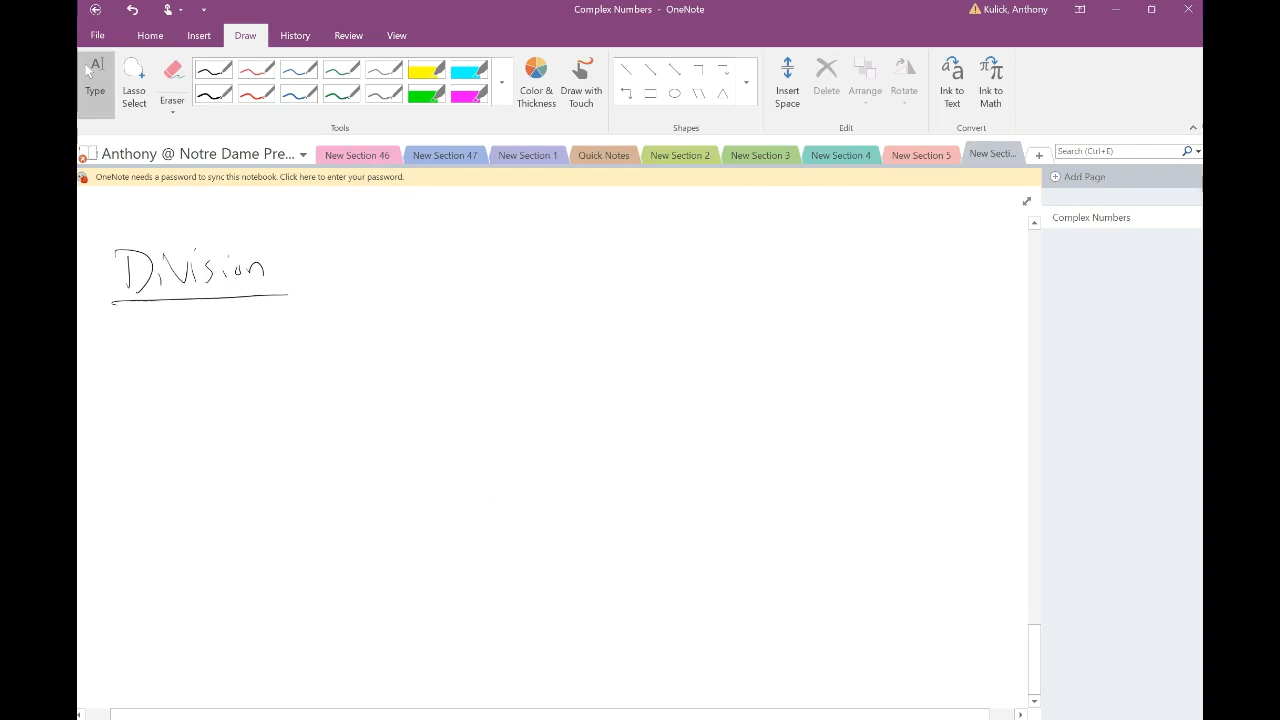 Complex Numbers - OneNote
Kulick, Anthony
File Home Insert Draw History Review View
Type
Lasso Select
Eraser
Color & Thickness
Draw with Touch
Insert Space
Delete
Arrange
Rotate
Ink to Text
Ink to Math
Tools Shapes Edit Convert
Anthony @ Notre Dame Pre... New Section 46 New Section 47 New Section 1 Quick Notes New Section 2 New Section 3 New Section 4 New Section 5 New Secti... Search (Ctrl+E)
OneNote needs a password to sync this notebook. Click here to enter your password.
Add Page
Complex Numbers
Division